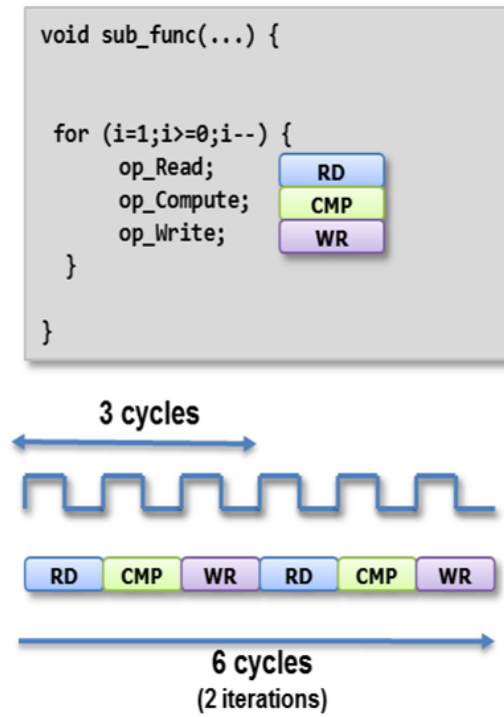 void sub_func(...) {
for (i=1;i>=0;i--) {
op_Read; RD
op_Compute; CMP
op_Write; WR
}
}
3 cycles
RD CMP WR RD CMP WR
6 cycles
(2 iterations)